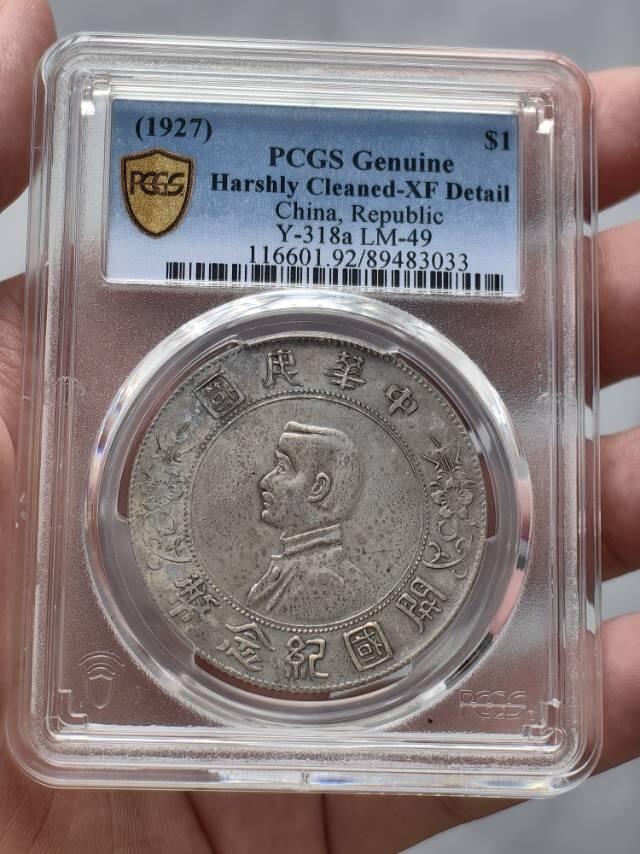 (1927)
$1
PCGS Genuine
Harshly Cleaned-XF Detail
China, Republic
Y-318a LM-49
116601.92/89483033
PCGS
中華民國
開國紀念幣
PCGS